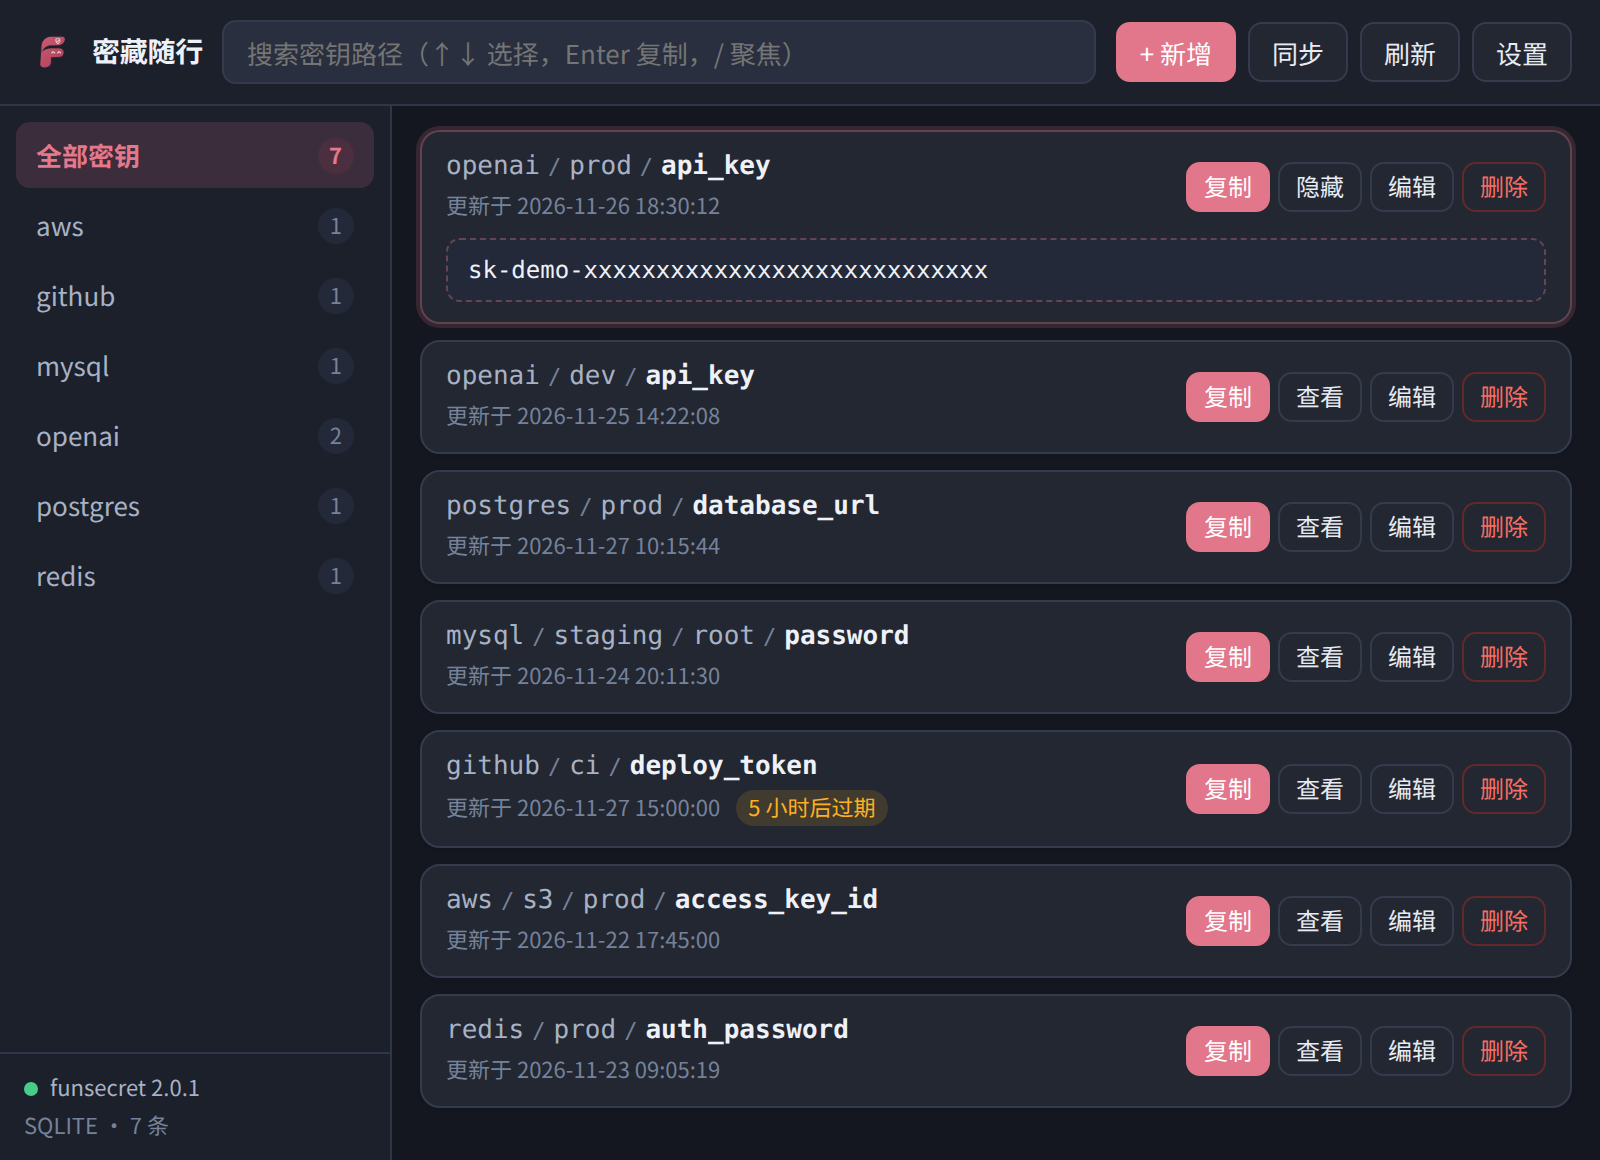 密藏随行
搜索密钥路径（↑↓ 选择，Enter 复制，/ 聚焦）
+ 新增
同步
刷新
设置
全部密钥 7
aws 1
github 1
mysql 1
openai 2
postgres 1
redis 1
funsecret 2.0.1
SQLITE • 7 条
openai / prod / api_key
更新于 2026-11-26 18:30:12
复制 隐藏 编辑 删除
sk-demo-xxxxxxxxxxxxxxxxxxxxxxxxxxxx
openai / dev / api_key
更新于 2026-11-25 14:22:08
复制 查看 编辑 删除
postgres / prod / database_url
更新于 2026-11-27 10:15:44
复制 查看 编辑 删除
mysql / staging / root / password
更新于 2026-11-24 20:11:30
复制 查看 编辑 删除
github / ci / deploy_token
更新于 2026-11-27 15:00:00 5 小时后过期
复制 查看 编辑 删除
aws / s3 / prod / access_key_id
更新于 2026-11-22 17:45:00
复制 查看 编辑 删除
redis / prod / auth_password
更新于 2026-11-23 09:05:19
复制 查看 编辑 删除